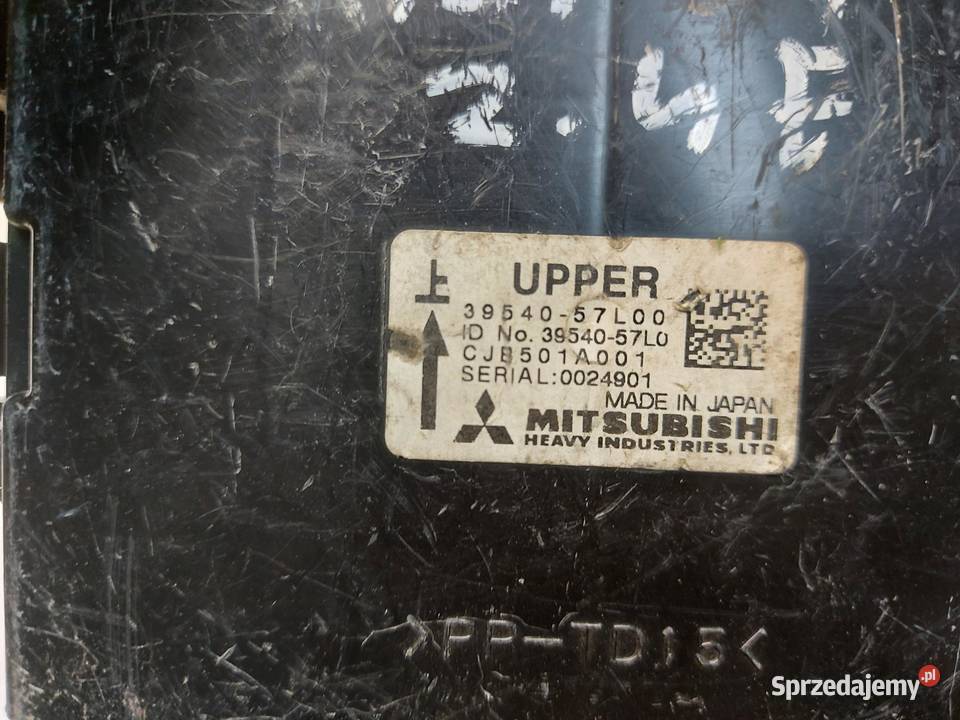 上
UPPER
39540-57L00
ID No. 39540-57L0
CJB501A001
SERIAL:0024901
MADE IN JAPAN
MITSUBISHI
HEAVY INDUSTRIES, LTD
>PP-TD15<
Sprzedajemy.pl